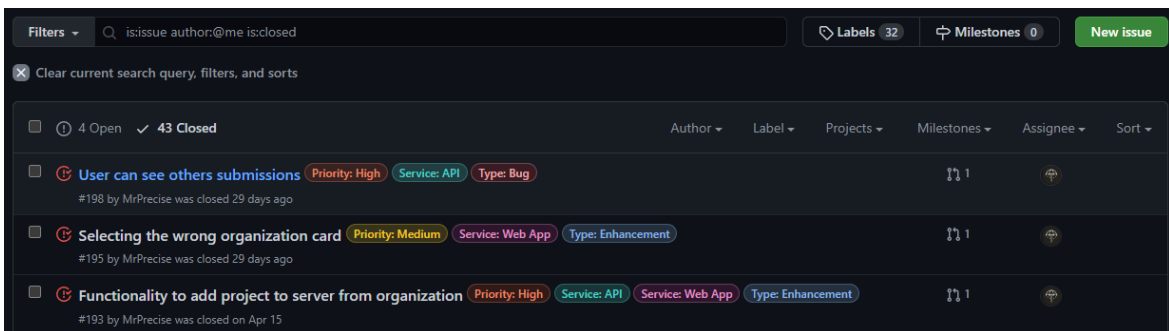 Filters is:issue author:@me is:closed Labels 32 Milestones 0 New issue
Clear current search query, filters, and sorts
4 Open 43 Closed Author Label Projects Milestones Assignee Sort
User can see others submissions Priority: High Service: API Type: Bug 1
#198 by MrPrecise was closed 29 days ago
Selecting the wrong organization card Priority: Medium Service: Web App Type: Enhancement 1
#195 by MrPrecise was closed 29 days ago
Functionality to add project to server from organization Priority: High Service: API Service: Web App Type: Enhancement 1
#193 by MrPrecise was closed on Apr 15